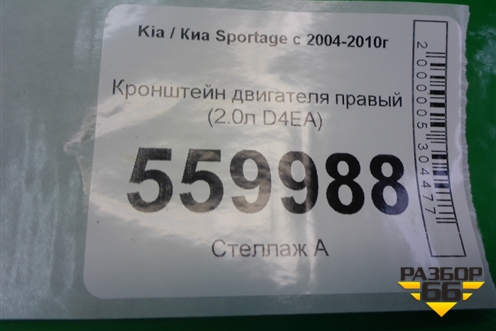 Kia / Киа Sportage с 2004-2010г
Кронштейн двигателя правый
(2.0л D4EA)
559988
Стеллаж А
2000005304477
РАЗБОР
66